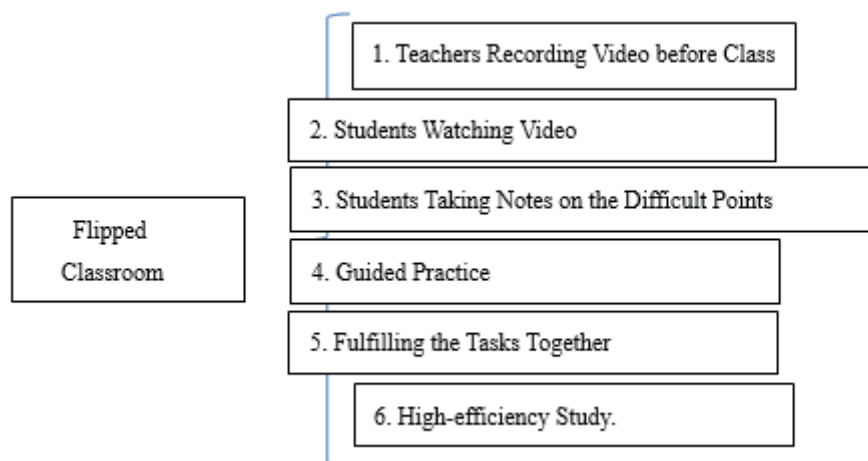 1. Teachers Recording Video before Class
2. Students Watching Video
3. Students Taking Notes on the Difficult Points
Flipped
Classroom
4. Guided Practice
5. Fulfilling the Tasks Together
6. High-efficiency Study.